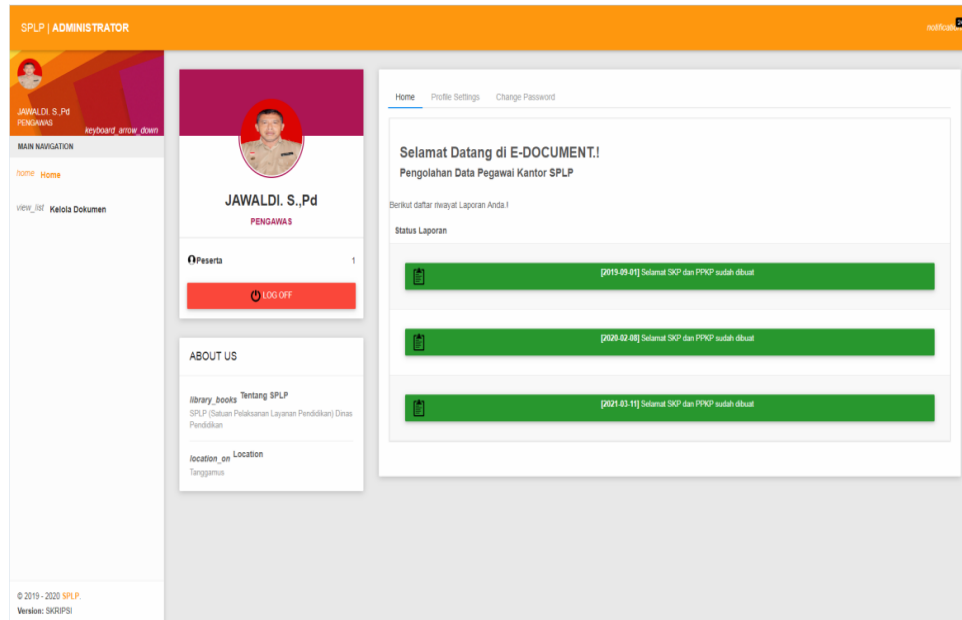 SPLP | ADMINISTRATOR
JAWALDI. S.,Pd
PENGAWAS
keyboard_arrow_down
MAIN NAVIGATION
home Home
view_list Kelola Dokumen
© 2019 - 2020 SPLP.
Version: SKRIPSI
JAWALDI. S.,Pd
PENGAWAS
Peserta 1
LOG OFF
ABOUT US
library_books Tentang SPLP
SPLP (Satuan Pelaksanan Layanan Pendidikan) Dinas
Pendidikan
location_on Location
Tanggamus
Home Profile Settings Change Password
Selamat Datang di E-DOCUMENT.!
Pengolahan Data Pegawai Kantor SPLP
Berikut daftar riwayat Laporan Anda.!
Status Laporan
[2019-09-01] Selamat SKP dan PPKP sudah dibuat
[2020-02-08] Selamat SKP dan PPKP sudah dibuat
[2021-03-11] Selamat SKP dan PPKP sudah dibuat